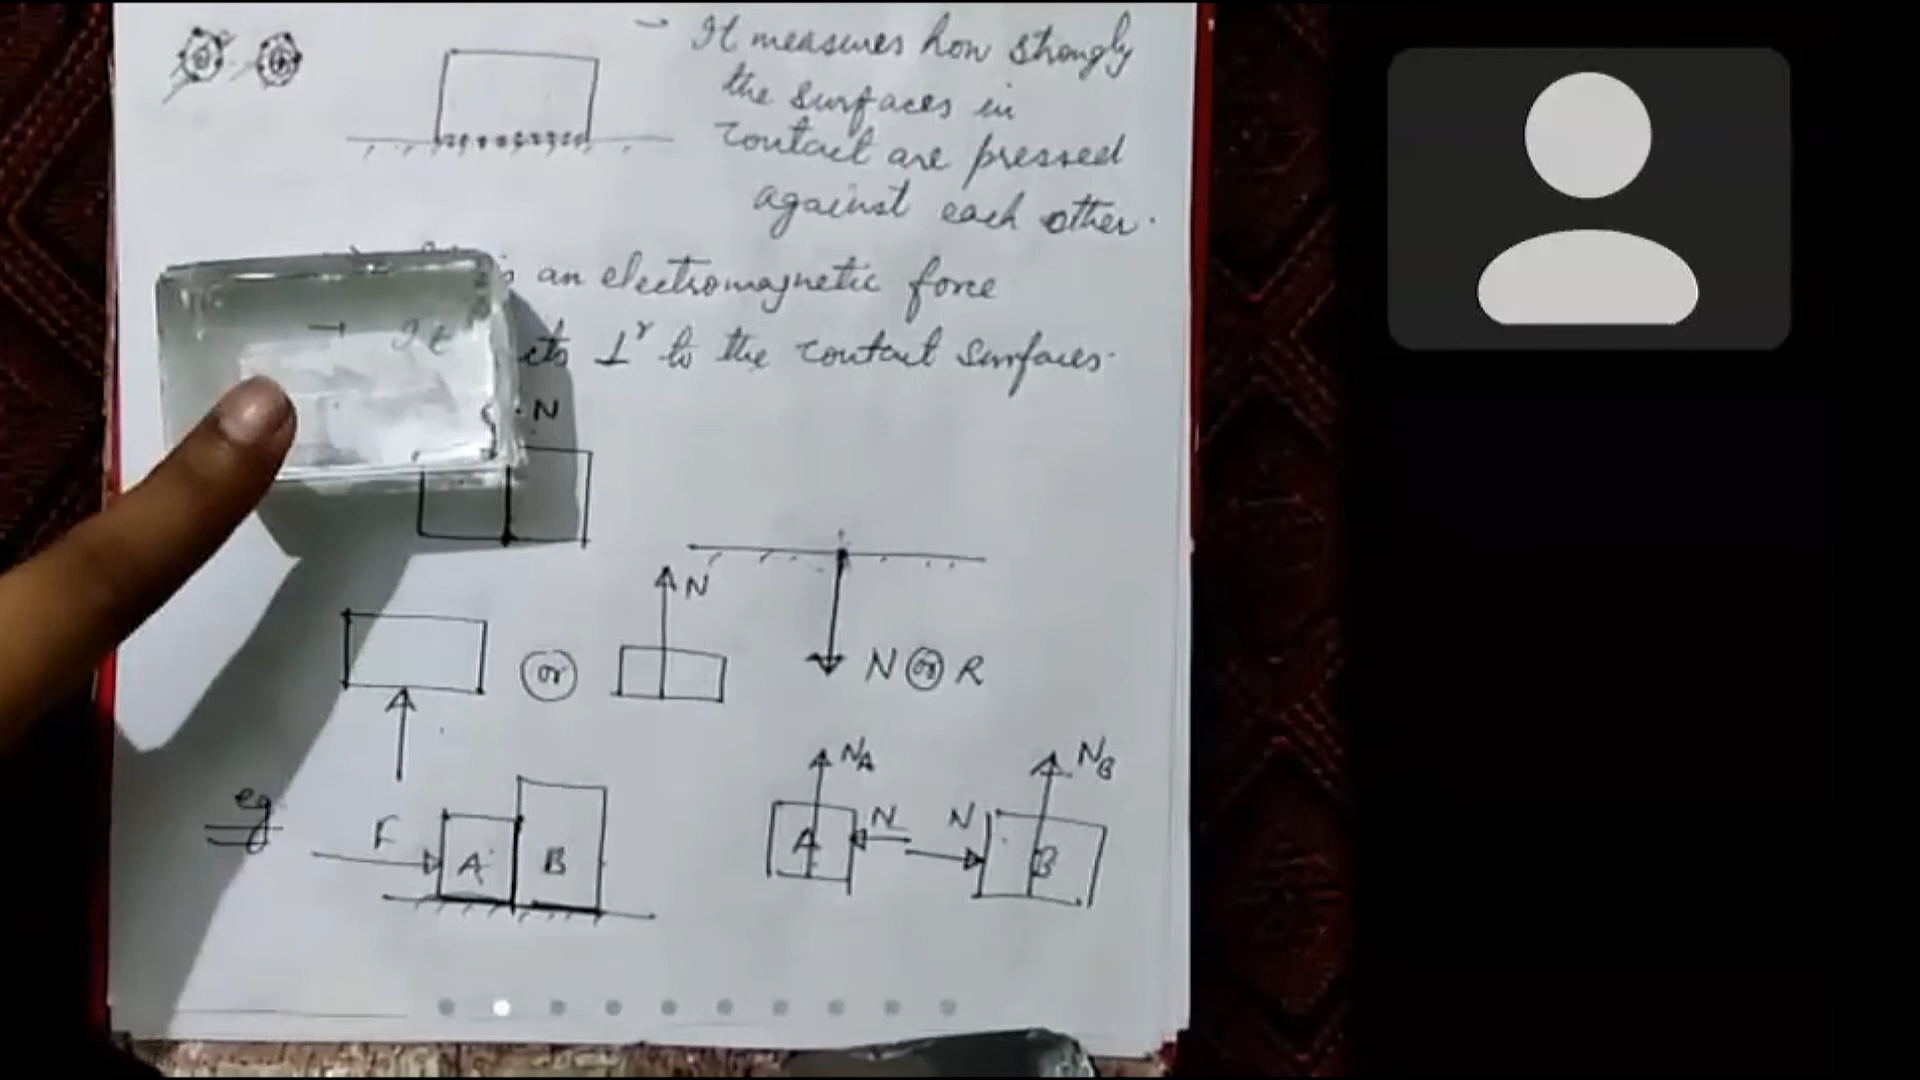 → It measures how strongly
the surfaces in
contact are pressed
against each other.
is an electromagnetic force
→ It
cts ⊥r to the contact surfaces.
N
N
or
N or R
eg
F
A
B
NA
A
N
N
NB
B